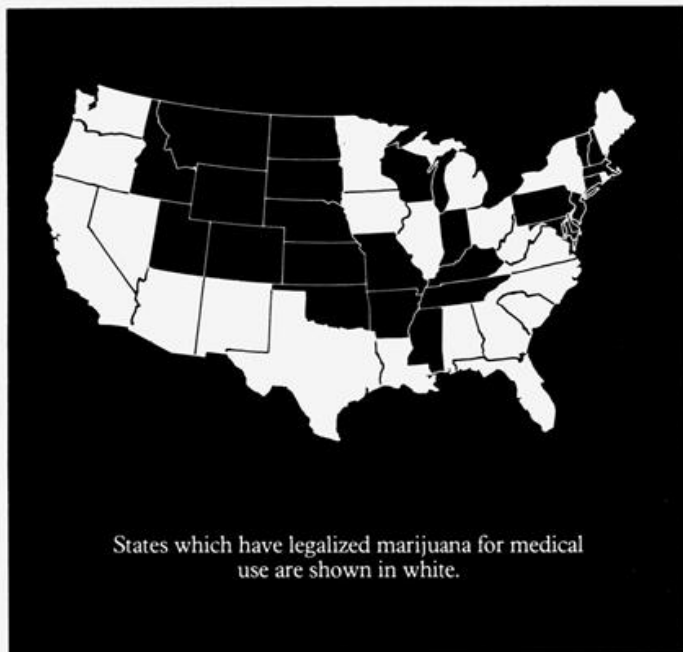 States which have legalized marijuana for medical
use are shown in white.